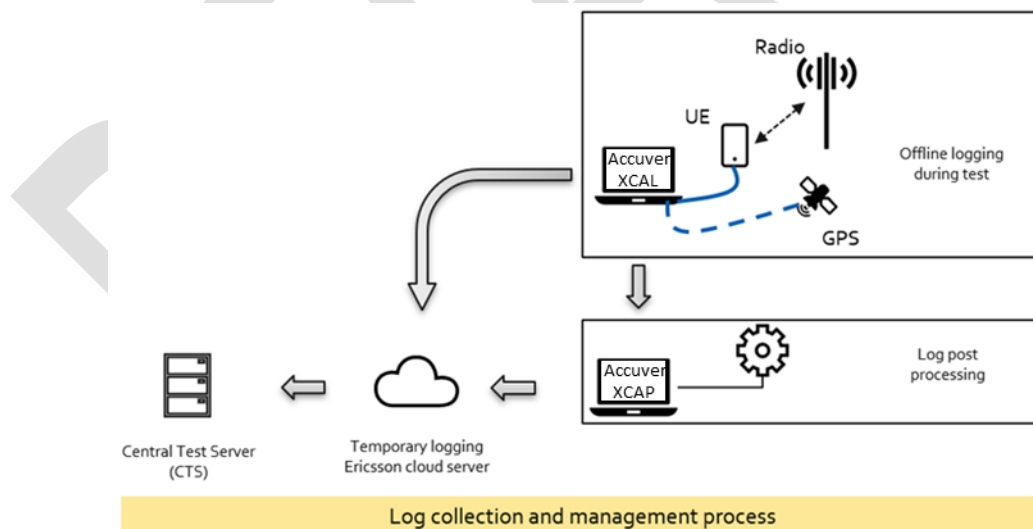 Radio
UE
Accuver
XCAL
Offline logging
during test
GPS
Accuver
XCAP
Log post
processing
Central Test Server
(CTS)
Temporary logging
Ericsson cloud server
Log collection and management process